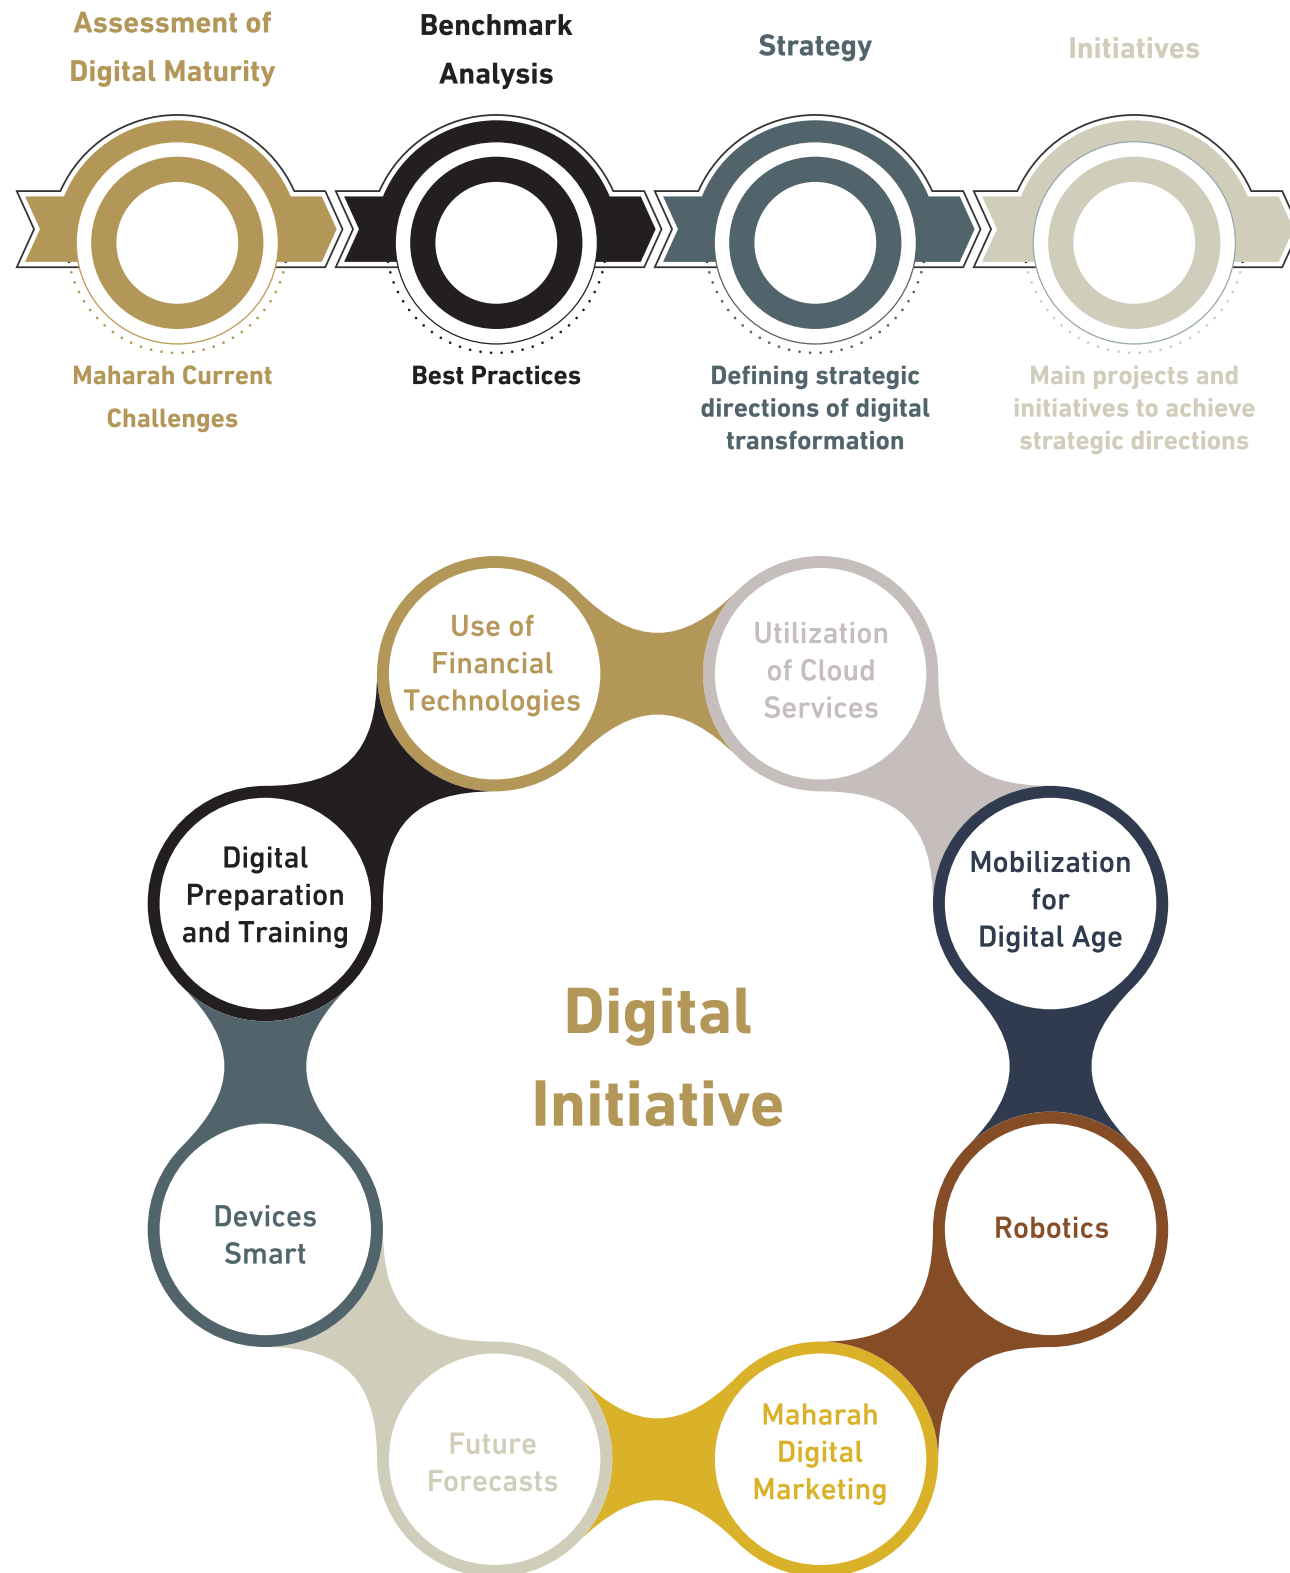 Assessment of
Digital Maturity
Benchmark
Analysis
Strategy
Initiatives
Maharah Current
Challenges
Best Practices
Defining strategic
directions of digital
transformation
Main projects and
initiatives to achieve
strategic directions
Use of
Financial
Technologies
Utilization
of Cloud
Services
Digital
Preparation
and Training
Mobilization
for
Digital Age
Digital
Initiative
Devices
Smart
Robotics
Future
Forecasts
Maharah
Digital
Marketing